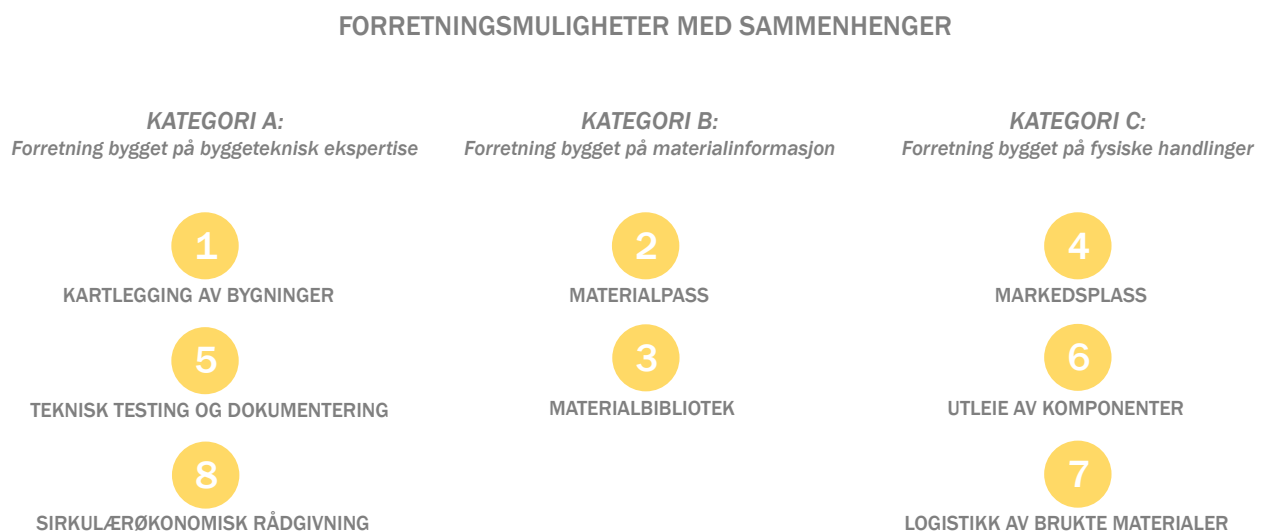 FORRETNINGSMULIGHETER MED SAMMENHENGER
KATEGORI A:
Forretning bygget på byggeteknisk ekspertise
1
KARTLEGGING AV BYGNINGER
5
TEKNISK TESTING OG DOKUMENTERING
8
SIRKULÆRØKONOMISK RÅDGIVNING
KATEGORI B:
Forretning bygget på materialinformasjon
2
MATERIALPASS
3
MATERIALBIBLIOTEK
KATEGORI C:
Forretning bygget på fysiske handlinger
4
MARKEDSPLASS
6
UTLEIE AV KOMPONENTER
7
LOGISTIKK AV BRUKTE MATERIALER